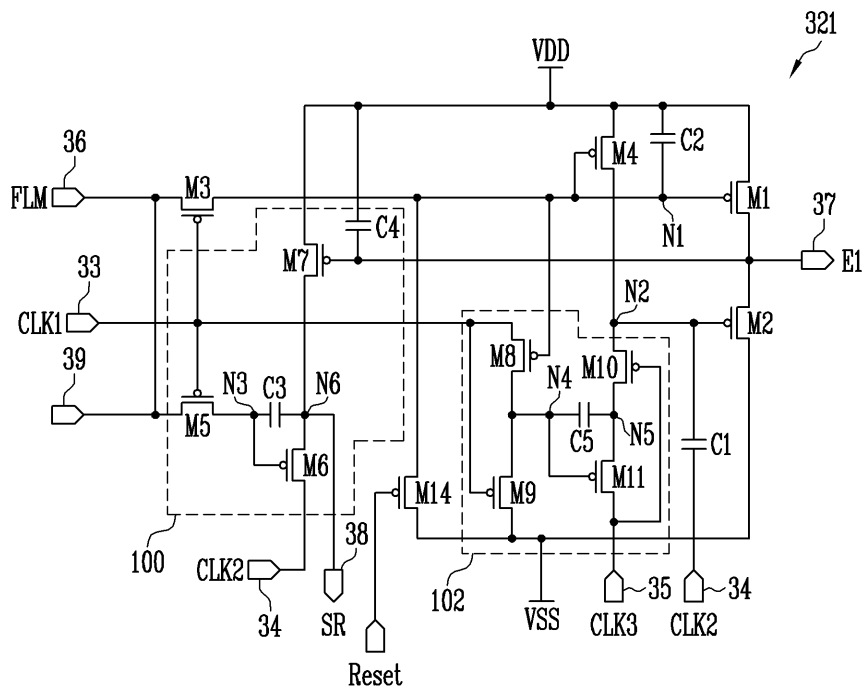 321
VDD
36
M3
M4
C2
FLM
N1
M1
37
C4
M7
E1
33
N2
M2
CLK1
M8
M10
39
N3
C3
N6
N4
M5
C5
N5
C1
M6
M14
M9
M11
100
CLK2
34
38
SR
102
VSS
35
CLK3
34
CLK2
Reset